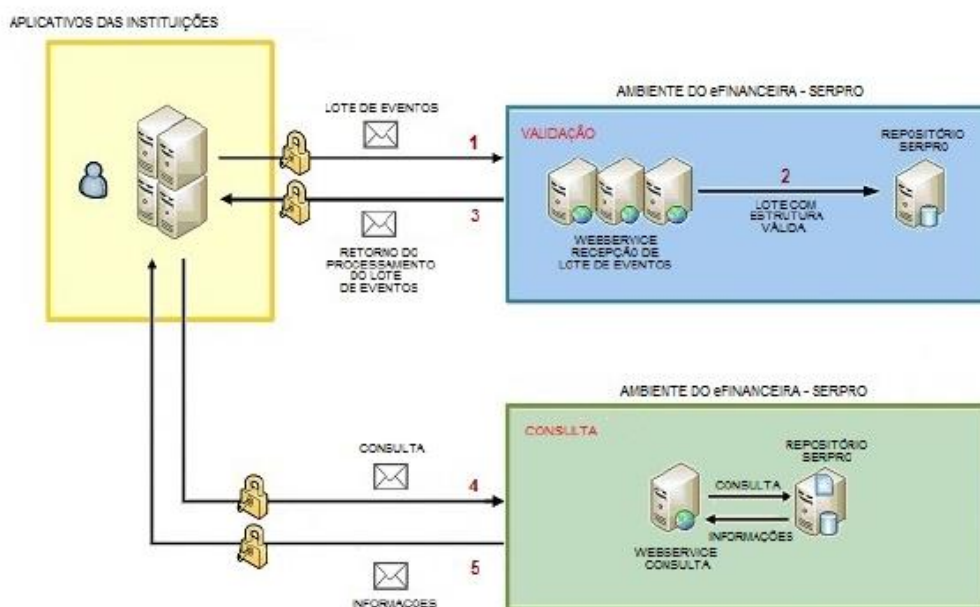 APLICATIVOS DAS INSTITUIÇÕES
AMBIENTE DO eFINANCEIRA - SERPRO
LOTE DE EVENTOS
1
VALIDAÇÃO
REPOSITÓRIO
SERPRO
2
LOTE COM
ESTRUTURA
VÁLIDA
3
WEBSERVICE
RECEPÇÃO DE
LOTE DE EVENTOS
RETORNO DO
PROCESSAMENTO
DO LOTE
DE EVENTOS
AMBIENTE DO eFINANCEIRA - SERPRO
CONSULTA
CONSULTA
4
REPOSITÓRIO
SERPRO
CONSULTA
INFORMAÇÕES
WEBSERVICE
CONSULTA
5
INFORMAÇOES